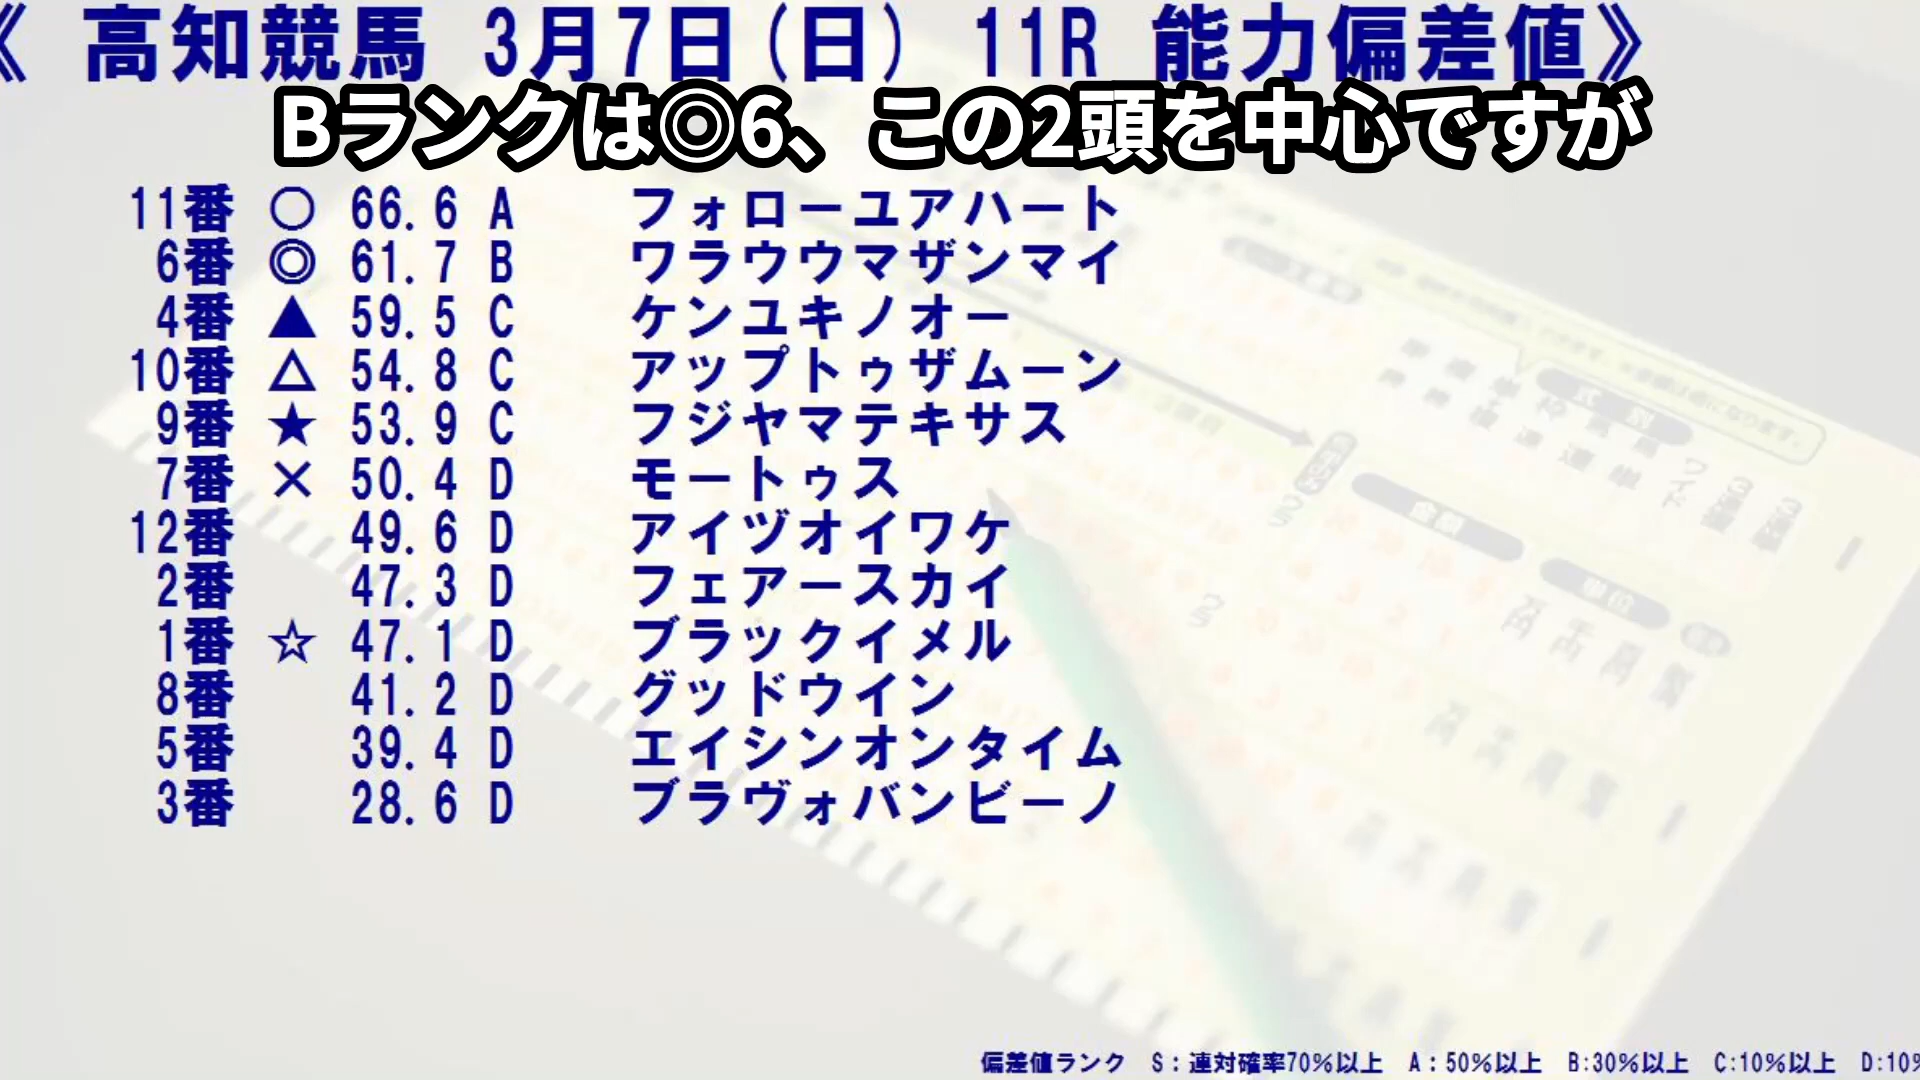 《 高知競馬 3月7日(日) 11R 能力偏差値》
Bランクは◎6、この2頭を中心ですが
11番 ○ 66.6 A フォローユアハート
6番 ◎ 61.7 B ワラウウマザンマイ
4番 ▲ 59.5 C ケンユキノオー
10番 △ 54.8 C アップトゥザムーン
9番 ★ 53.9 C フジヤマテキサス
7番 × 50.4 D モートゥス
12番 49.6 D アイヅオイワケ
2番 47.3 D フェアースカイ
1番 ☆ 47.1 D ブラックイメル
8番 41.2 D グッドウイン
5番 39.4 D エイシンオンタイム
3番 28.6 D ブラヴォバンビーノ
偏差値ランク S：連対確率70%以上 A：50%以上 B:30%以上 C:10%以上 D:10%